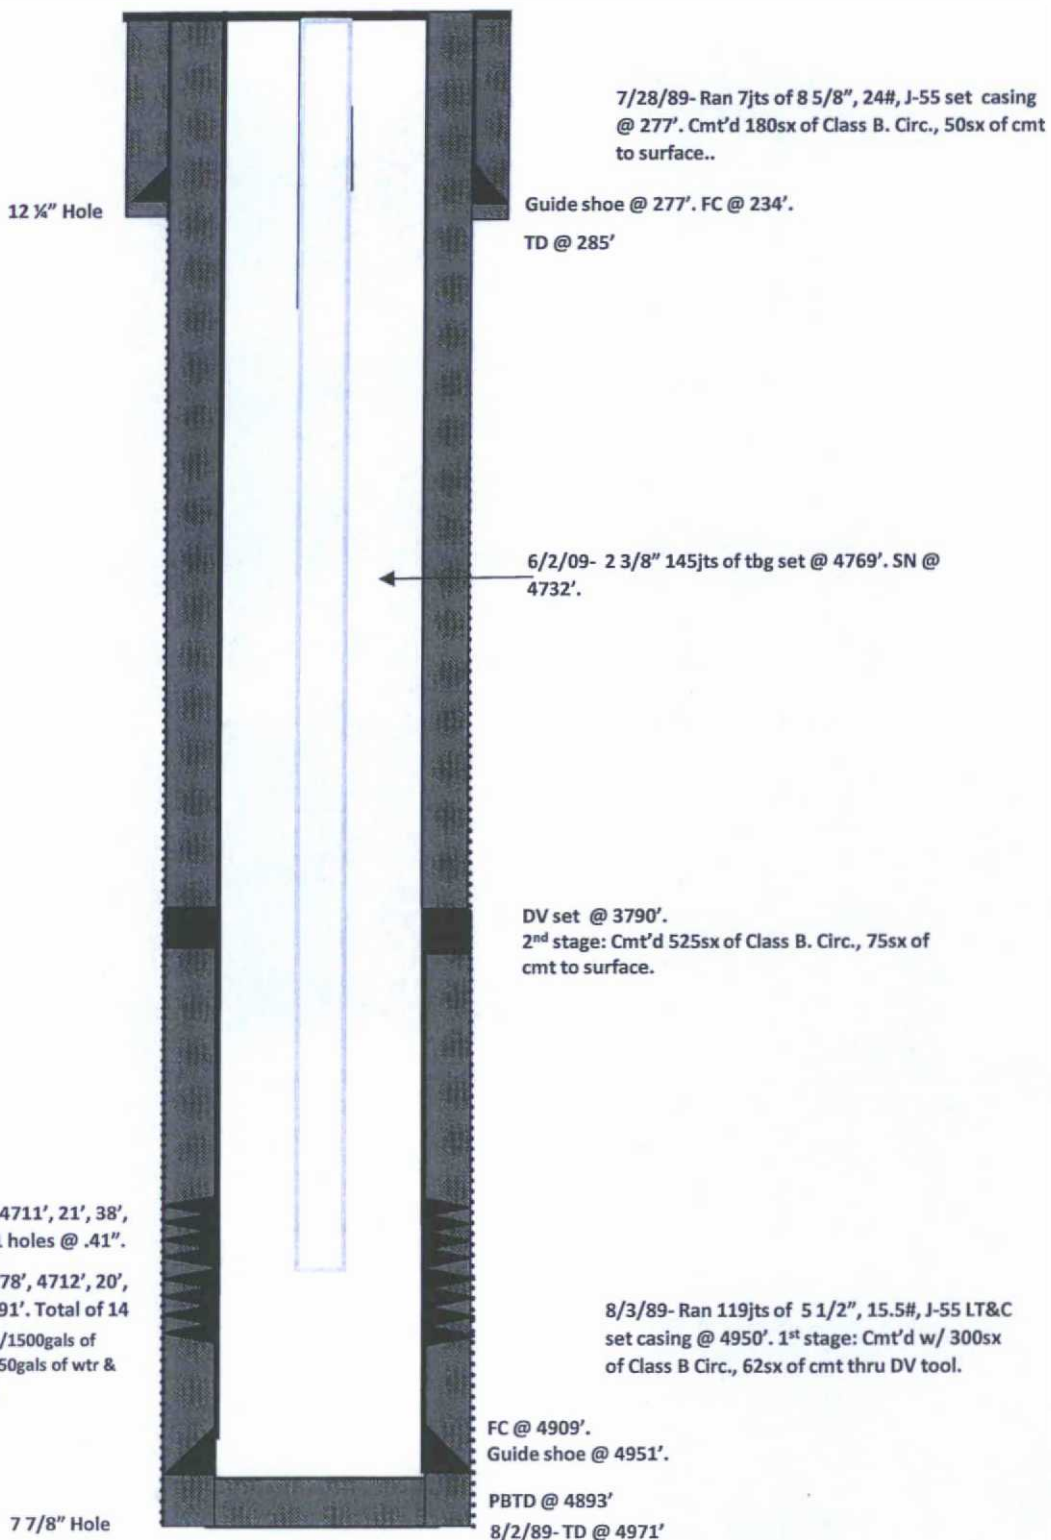 7/28/89- Ran 7jts of 8 5/8”, 24#, J-55 set casing
@ 277’. Cmt’d 180sx of Class B. Circ., 50sx of cmt
to surface..
12 ¼” Hole
Guide shoe @ 277’. FC @ 234’.
TD @ 285’
6/2/09- 2 3/8” 145jts of tbg set @ 4769’. SN @
4732’.
DV set @ 3790’.
2nd stage: Cmt’d 525sx of Class B. Circ., 75sx of
cmt to surface.
4711’, 21’, 38’,
holes @ .41”.
78’, 4712’, 20’,
91’. Total of 14
/1500gals of
50gals of wtr &
8/3/89- Ran 119jts of 5 1/2”, 15.5#, J-55 LT&C
set casing @ 4950’. 1st stage: Cmt’d w/ 300sx
of Class B Circ., 62sx of cmt thru DV tool.
FC @ 4909’.
Guide shoe @ 4951’.
PBTD @ 4893’
7 7/8” Hole
8/2/89- TD @ 4971’